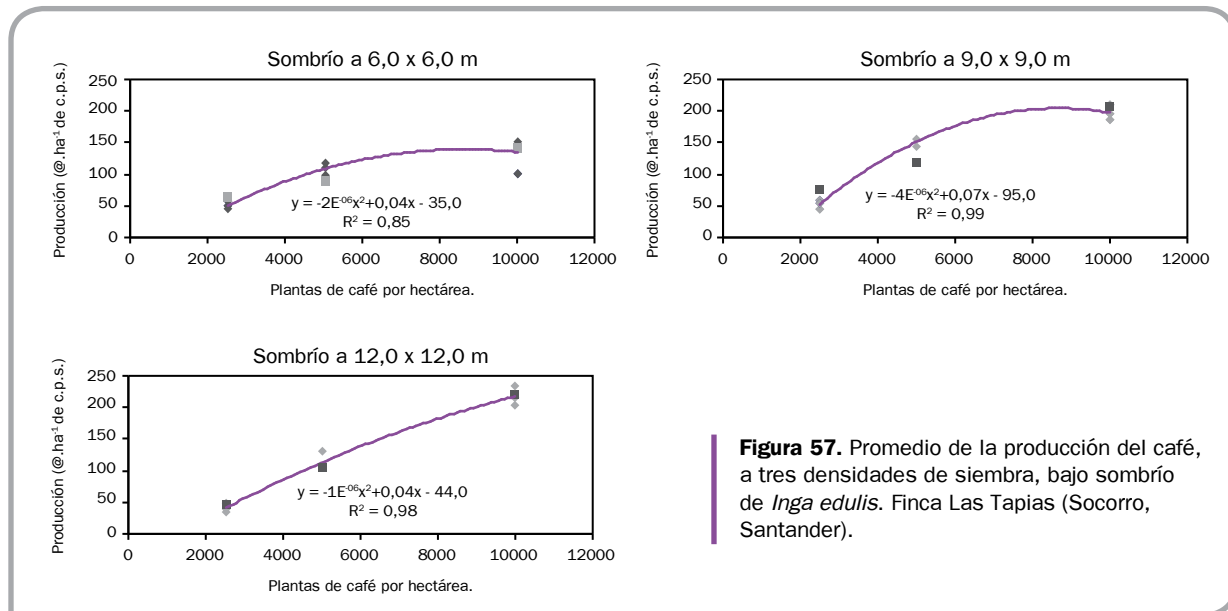 Sombrío a 6,0 x 6,0 m
Producción (@.ha⁻¹ de c.p.s.)
250
200
150
100
50
0
y = -2E⁻⁰⁶x²+0,04x - 35,0
R² = 0,85
0 2000 4000 6000 8000 10000 12000
Plantas de café por hectárea.
Sombrío a 9,0 x 9,0 m
Producción (@.ha⁻¹ de c.p.s.)
250
200
150
100
50
0
y = -4E⁻⁰⁶x²+0,07x - 95,0
R² = 0,99
0 2000 4000 6000 8000 10000 12000
Plantas de café por hectárea.
Sombrío a 12,0 x 12,0 m
Producción (@.ha⁻¹ de c.p.s.)
250
200
150
100
50
0
y = -1E⁻⁰⁶x²+0,04x - 44,0
R² = 0,98
0 2000 4000 6000 8000 10000 12000
Plantas de café por hectárea.
Figura 57. Promedio de la producción del café,
a tres densidades de siembra, bajo sombrío
de Inga edulis. Finca Las Tapias (Socorro,
Santander).